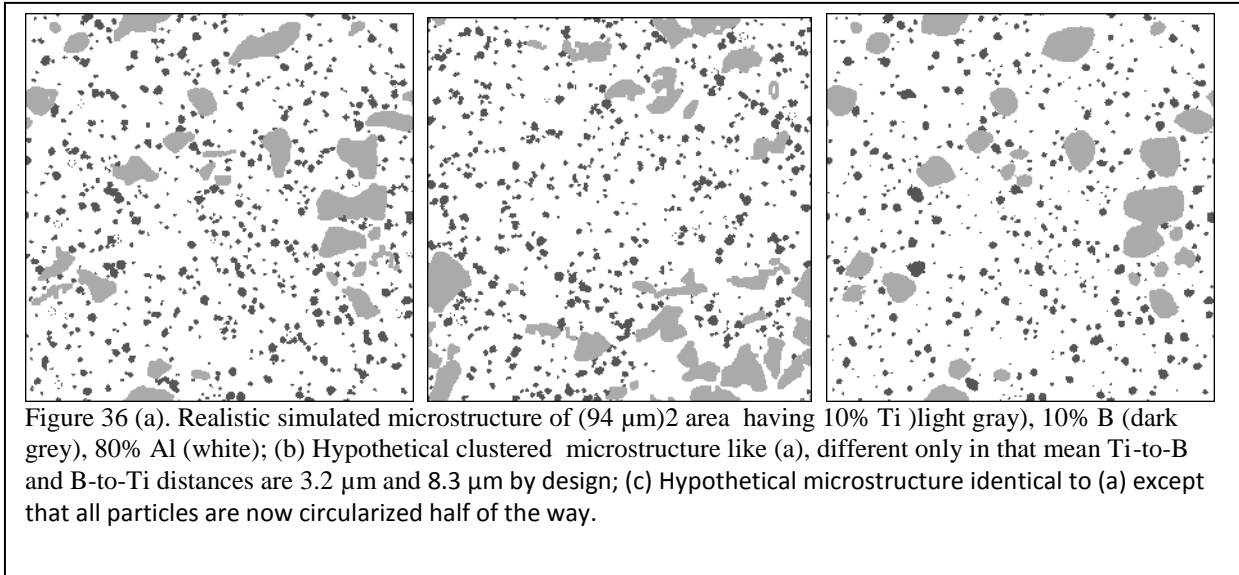 Figure 36 (a). Realistic simulated microstructure of (94 µm)2 area having 10% Ti )light gray), 10% B (dark
grey), 80% Al (white); (b) Hypothetical clustered microstructure like (a), different only in that mean Ti-to-B
and B-to-Ti distances are 3.2 µm and 8.3 µm by design; (c) Hypothetical microstructure identical to (a) except
that all particles are now circularized half of the way.